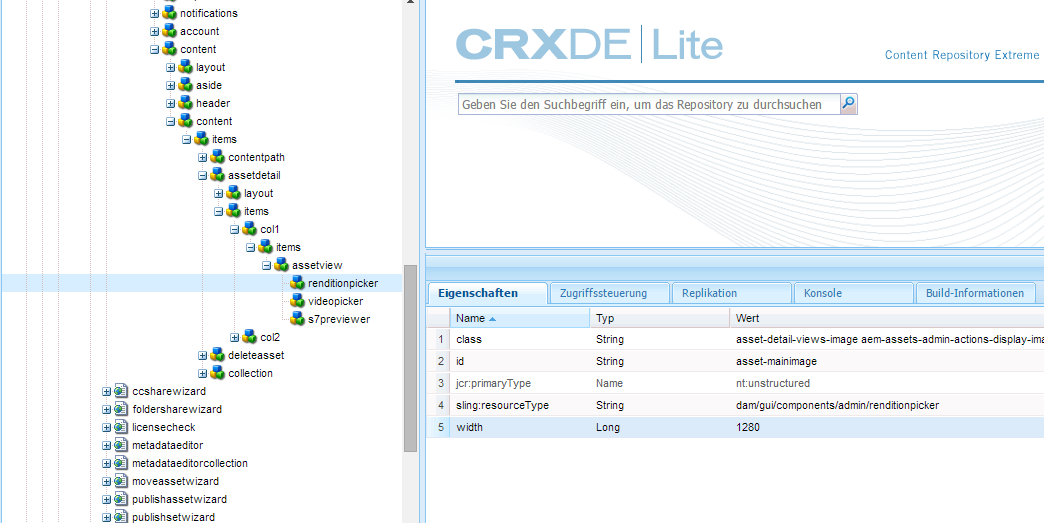 notifications
account
content
layout
aside
header
content
items
contentpath
assetdetail
layout
items
col1
items
assetview
renditionpicker
videopicker
s7previewer
col2
deleteasset
collection
ccsharewizard
foldersharewizard
licensecheck
metadataeditor
metadataeditorcollection
moveassetwizard
publishassetwizard
publishsetwizard
CRXDE | Lite
Content Repository Extreme
Geben Sie den Suchbegriff ein, um das Repository zu durchsuchen
Eigenschaften Zugriffssteuerung Replikation Konsole Build-Informationen
Name Typ Wert
1 class String asset-detail-views-image aem-assets-admin-actions-display-ima
2 id String asset-mainimage
3 jcr:primaryType Name nt:unstructured
4 sling:resourceType String dam/gui/components/admin/renditionpicker
5 width Long 1280